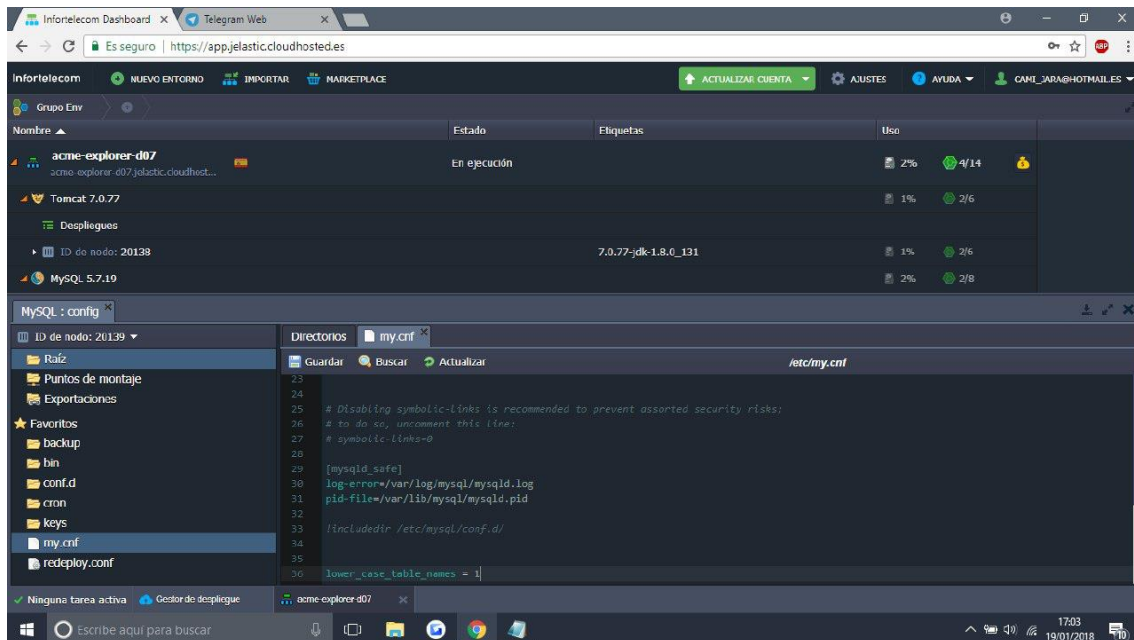 Infortelecom Dashboard
Telegram Web
Es seguro | https://app.jelastic.cloudhosted.es
ABP
Infortelecom NUEVO ENTORNO IMPORTAR MARKETPLACE ACTUALIZAR CUENTA AJUSTES AYUDA CAMI_JARA@HOTMAIL.ES
Grupo Env
Nombre Estado Etiquetas Uso
acme-explorer-d07 En ejecución 2% 4/14
acme-explorer-d07.jelastic.cloudhost...
Tomcat 7.0.77 1% 2/6
Despliegues
ID de nodo: 20138 7.0.77-jdk-1.8.0_131 1% 2/6
MySQL 5.7.19 2% 2/8
MySQL : config
ID de nodo: 20139
Raíz
Puntos de montaje
Exportaciones
Favoritos
backup
bin
conf.d
cron
keys
my.cnf
redeploy.conf
Directorios my.cnf
Guardar Buscar Actualizar /etc/my.cnf
23
24
25 # Disabling symbolic-links is recommended to prevent assorted security risks;
26 # to do so, uncomment this line:
27 # symbolic-links=0
28
29 [mysqld_safe]
30 log-error=/var/log/mysql/mysqld.log
31 pid-file=/var/lib/mysql/mysqld.pid
32
33 !includedir /etc/mysql/conf.d/
34
35
36 lower_case_table_names = 1
Ninguna tarea activa Gestor de despliegue acme-explorer-d07
Escribe aquí para buscar
17:03
19/01/2018
10